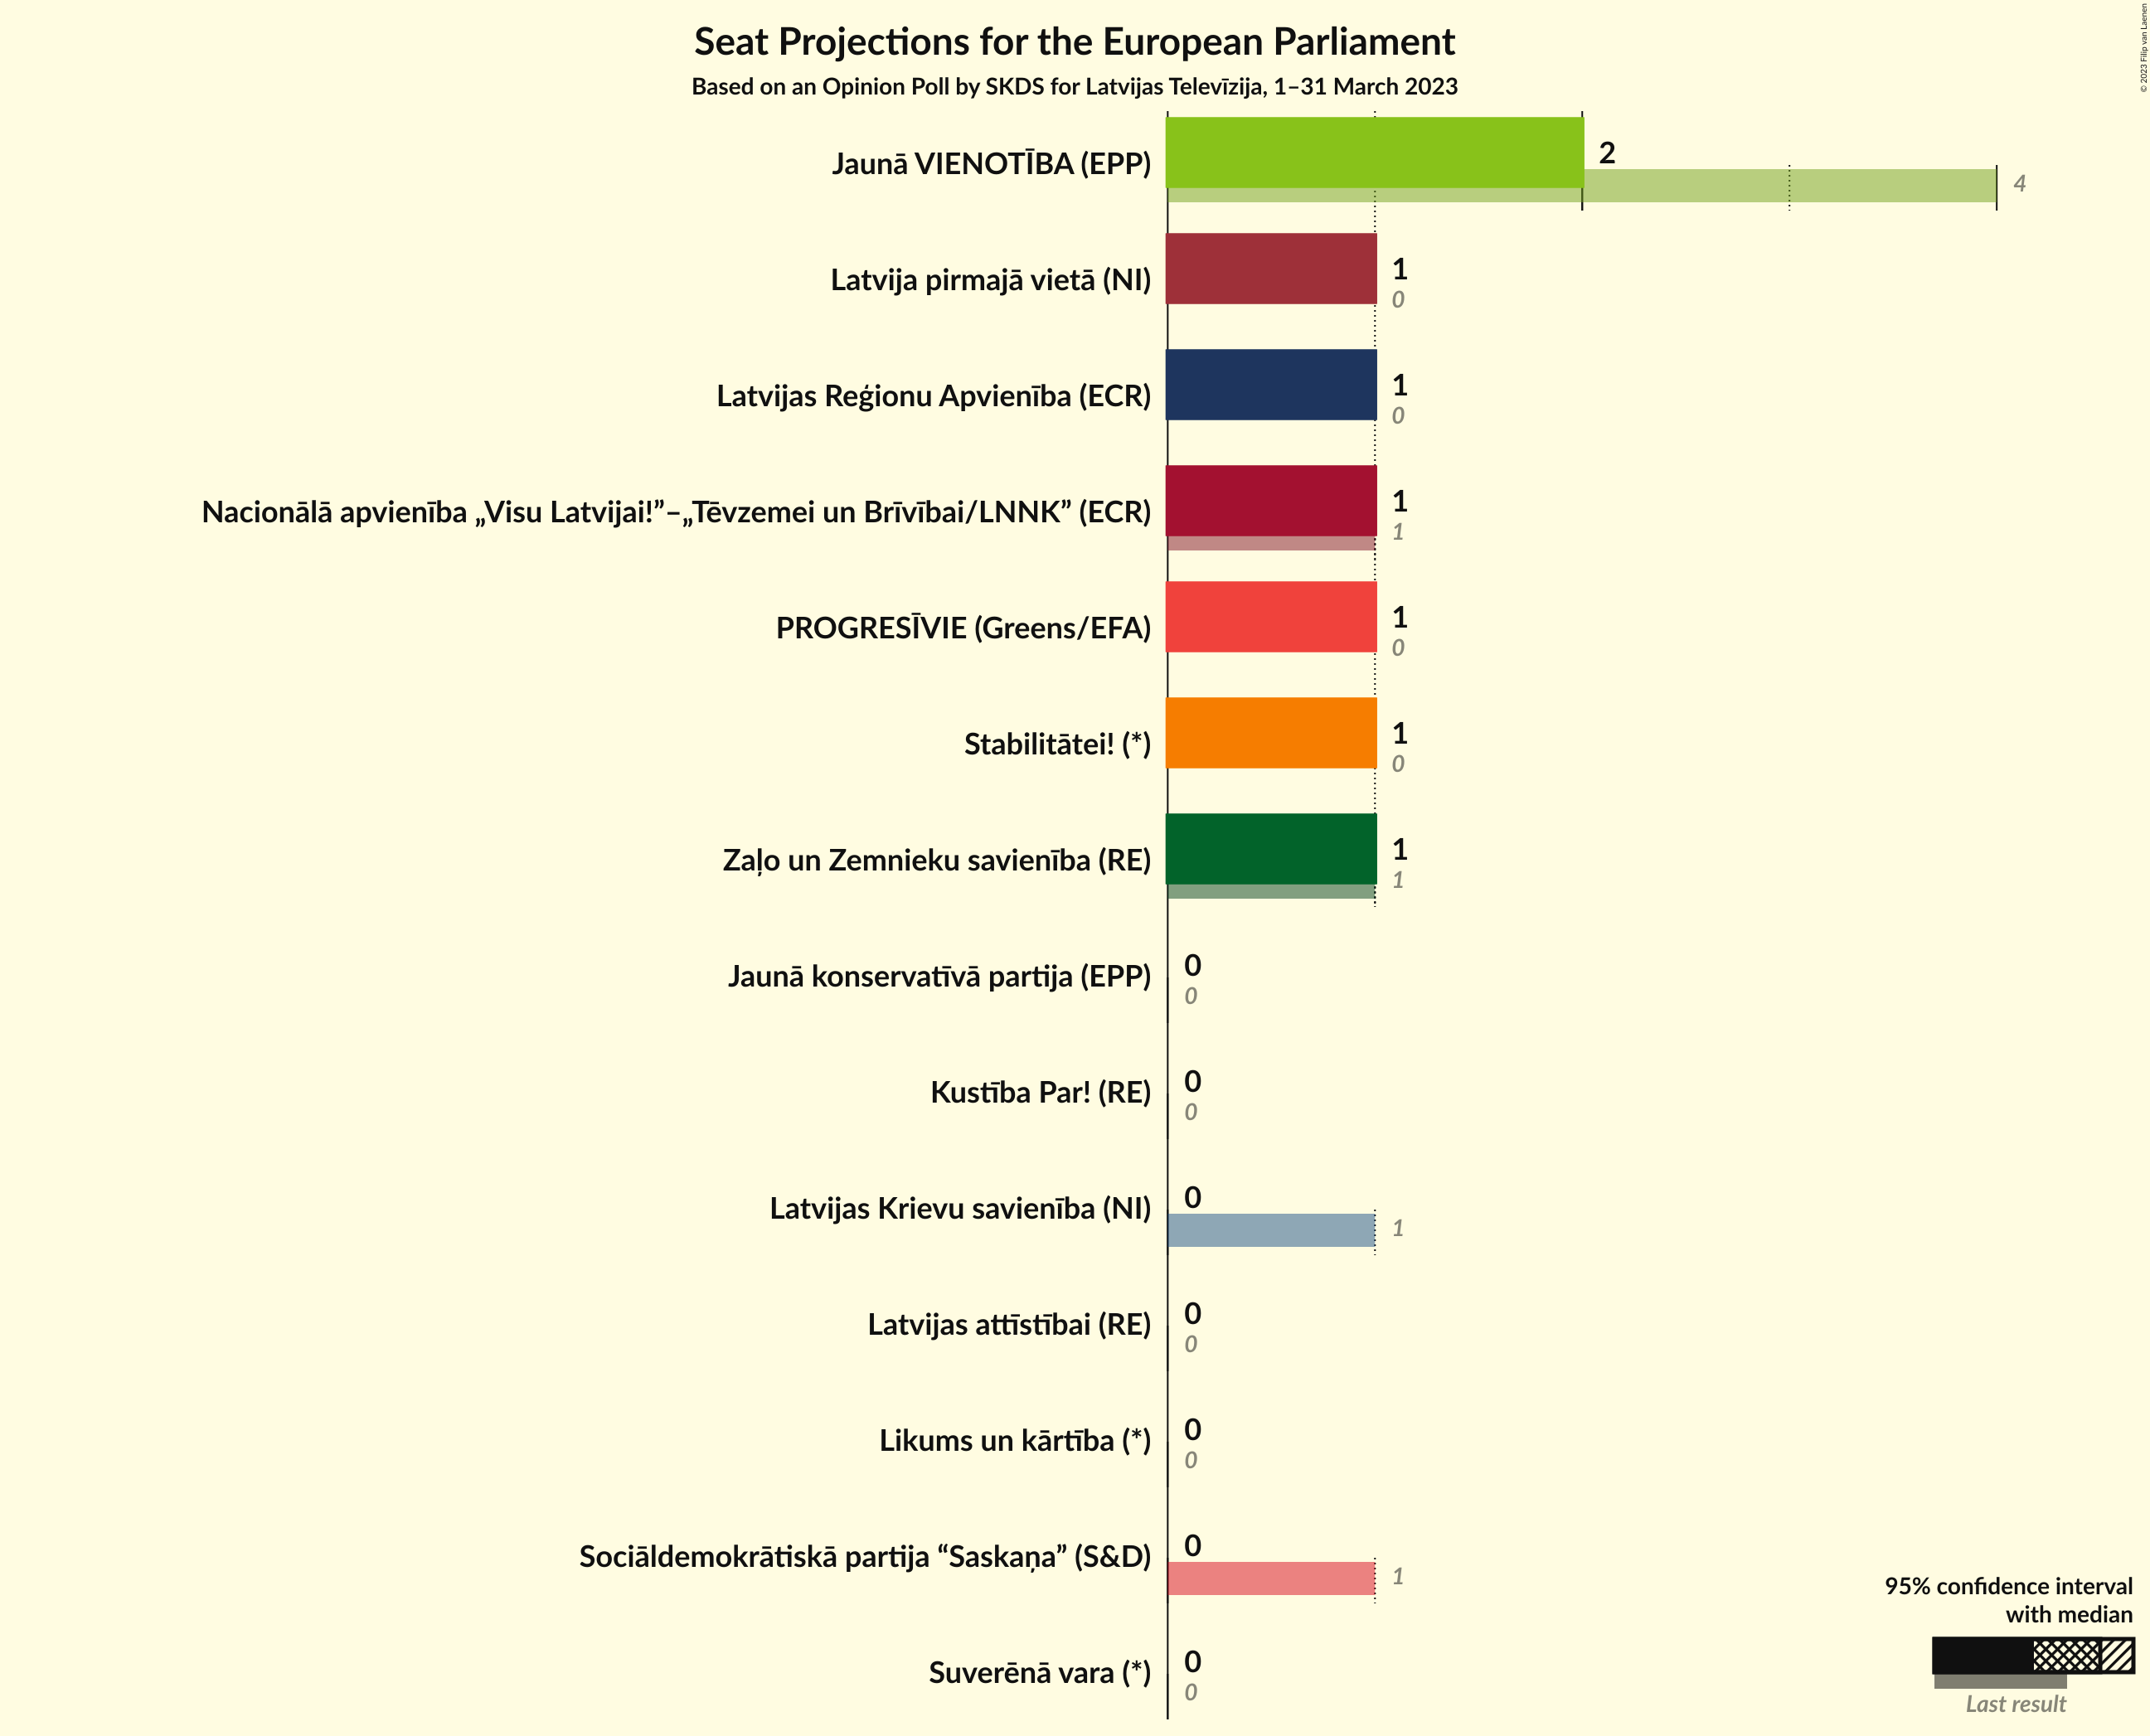 Seat Projections for the European Parliament
Based on an Opinion Poll by SKDS for Latvijas Televīzija, 1–31 March 2023
© 2023 Filip van Laenen
Jaunā VIENOTĪBA (EPP)
2
4
Latvija pirmajā vietā (NI)
1
0
Latvijas Reģionu Apvienība (ECR)
1
0
Nacionālā apvienība „Visu Latvijai!”–„Tēvzemei un Brīvībai/LNNK” (ECR)
1
1
PROGRESĪVIE (Greens/EFA)
1
0
Stabilitātei! (*)
1
0
Zaļo un Zemnieku savienība (RE)
1
1
Jaunā konservatīvā partija (EPP)
0
0
Kustība Par! (RE)
0
0
Latvijas Krievu savienība (NI)
0
1
Latvijas attīstībai (RE)
0
0
Likums un kārtība (*)
0
0
Sociāldemokrātiskā partija “Saskaņa” (S&D)
0
1
Suverēnā vara (*)
0
0
95% confidence interval
with median
Last result